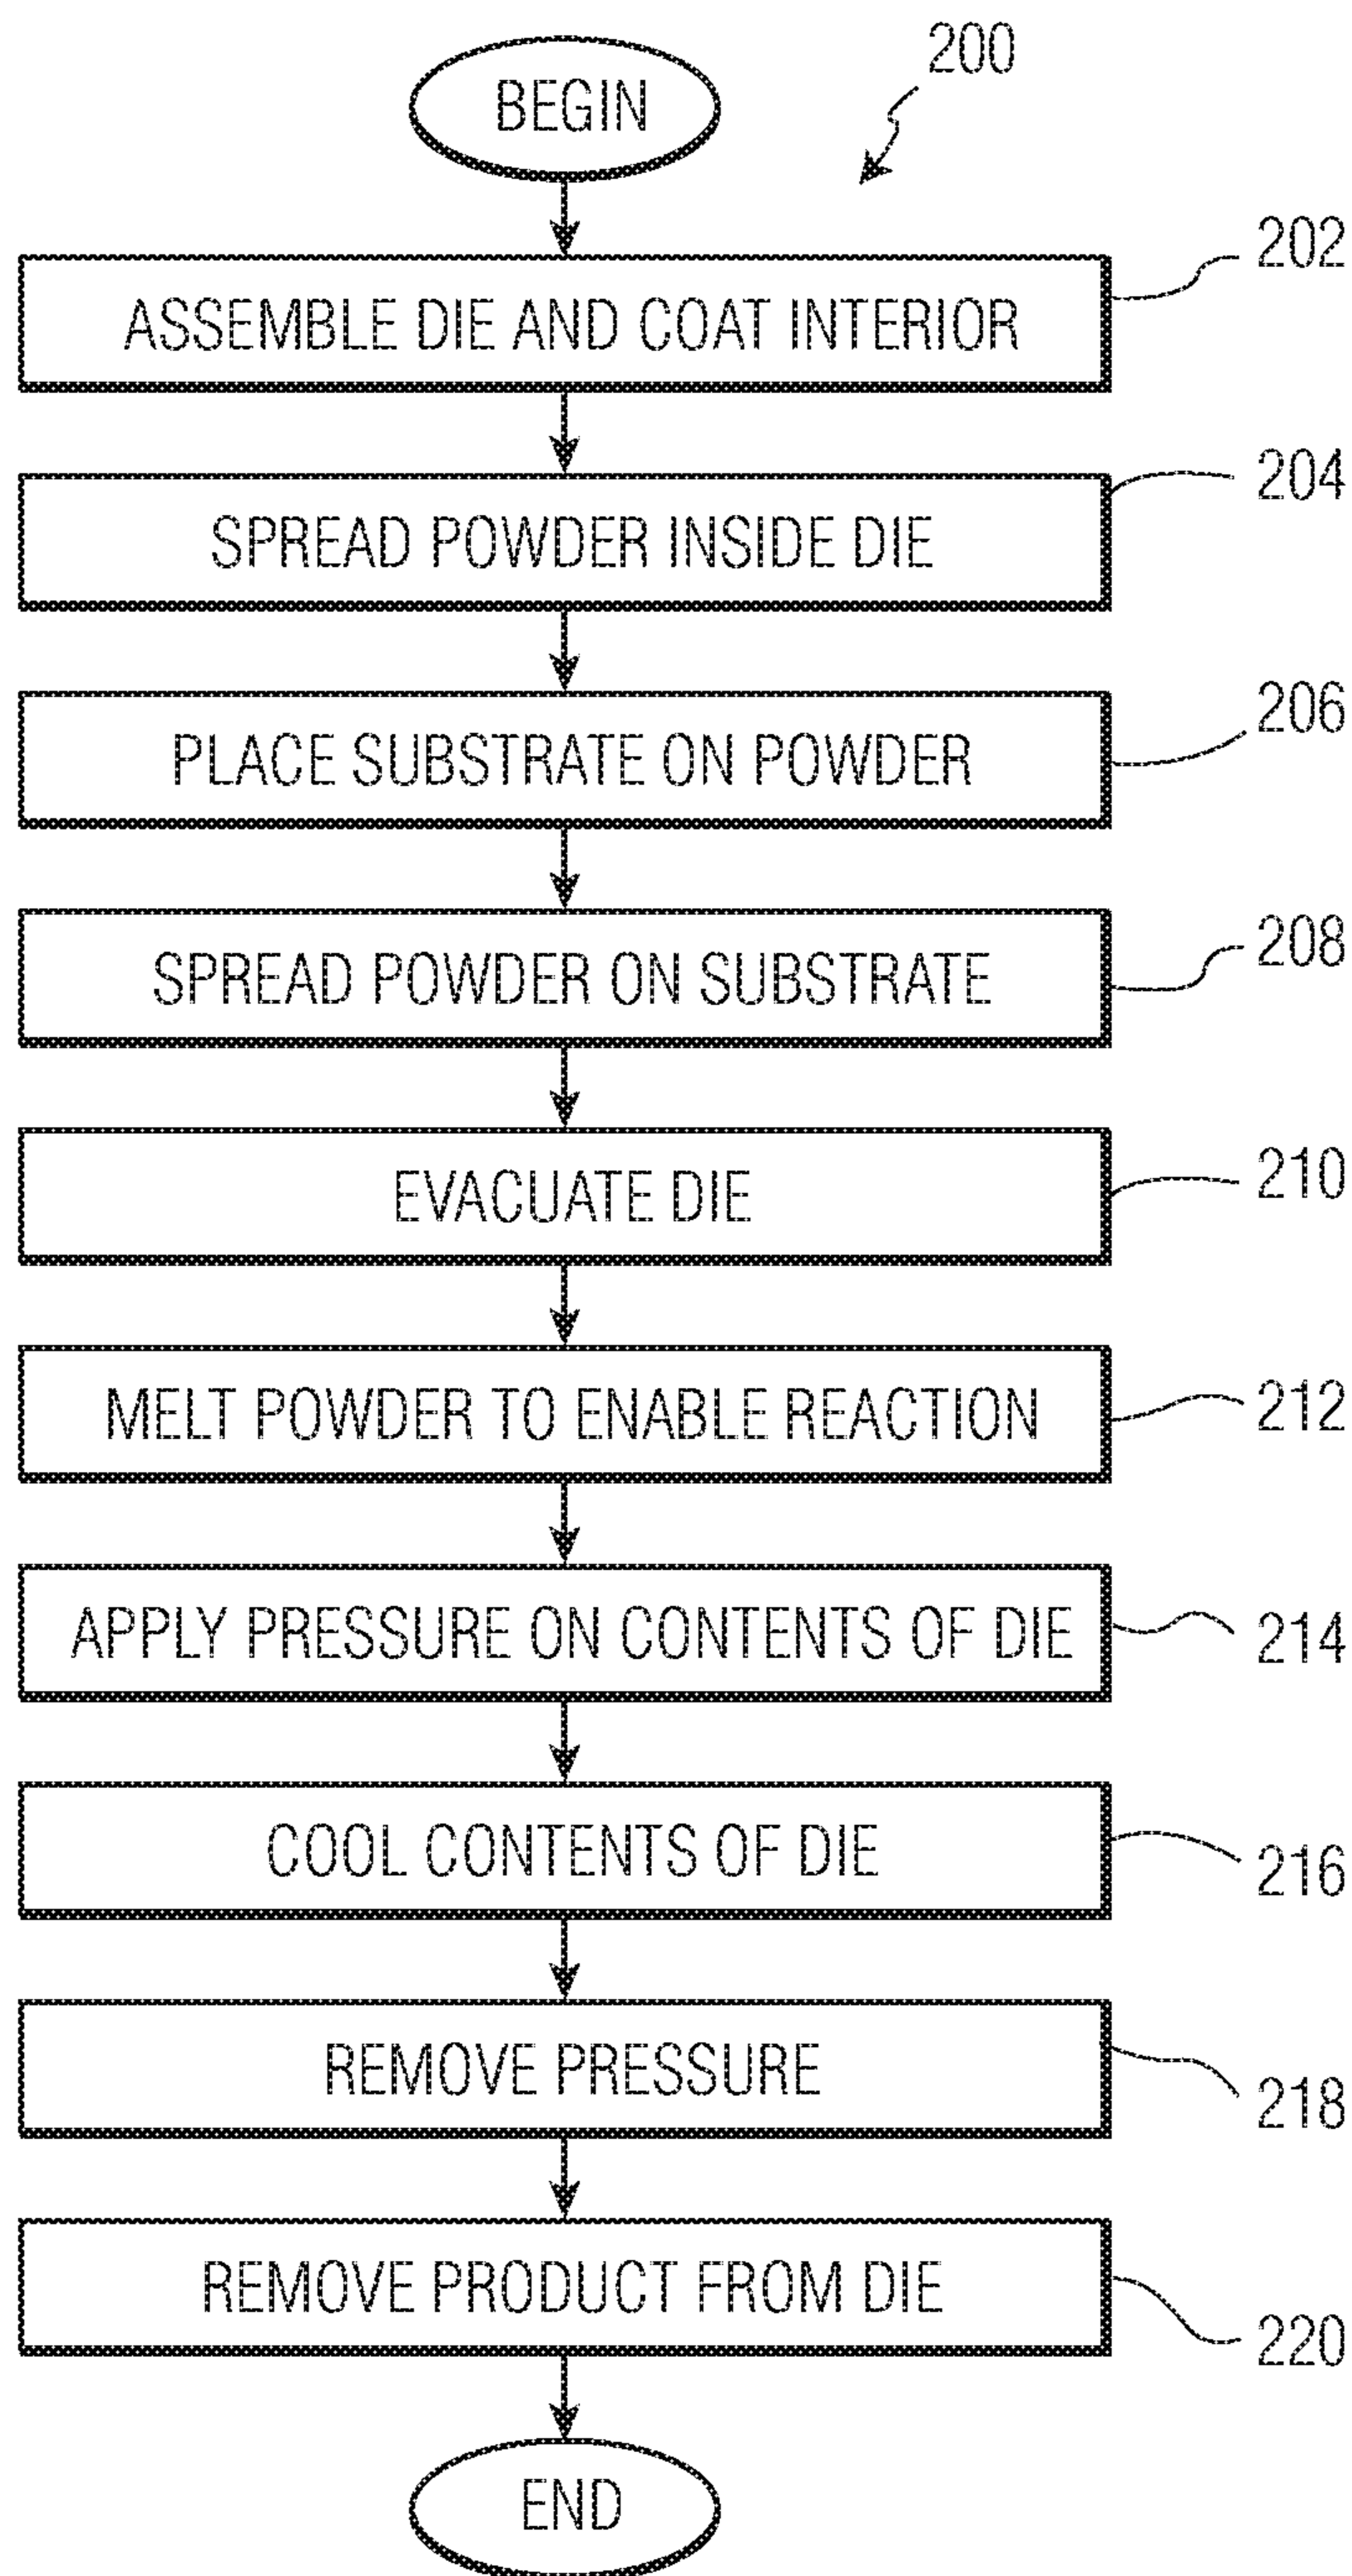 200
BEGIN
202
ASSEMBLE DIE AND COAT INTERIOR
204
SPREAD POWDER INSIDE DIE
206
PLACE SUBSTRATE ON POWDER
208
SPREAD POWDER ON SUBSTRATE
210
EVACUATE DIE
212
MELT POWDER TO ENABLE REACTION
214
APPLY PRESSURE ON CONTENTS OF DIE
216
COOL CONTENTS OF DIE
218
REMOVE PRESSURE
220
REMOVE PRODUCT FROM DIE
END